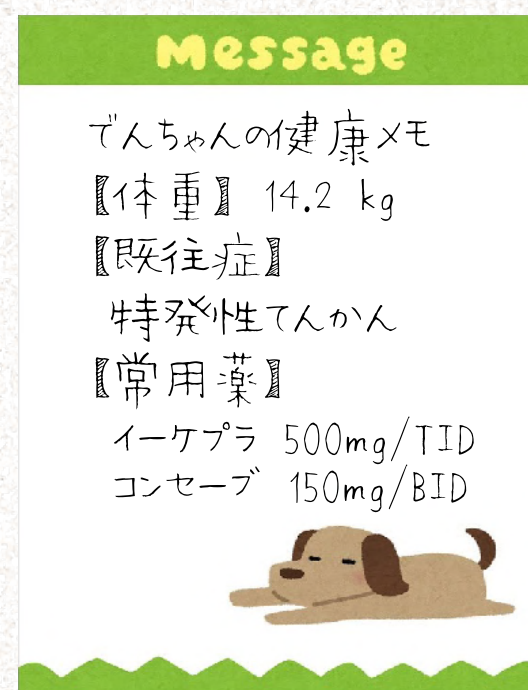 Message
でんちゃんの健康メモ
【体重】 14.2 kg
【既往症】
特発性てんかん
【常用薬】
イーケプラ 500mg/TID
コンセーブ 150mg/BID